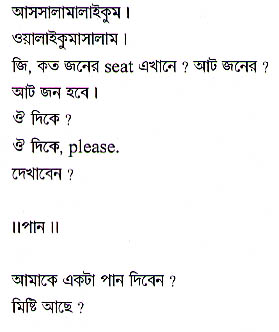 আসসালামালাইকুম।
ওয়ালাইকুমাসালাম।
জি, কত জনের seat এখানে ? আট জনের ?
আট জন হবে।
ঔ দিকে ?
ঔ দিকে, please.
দেখাবেন ?
।।পান ।।
আমাকে একটা পান দিবেন ?
মিষ্টি আছে ?